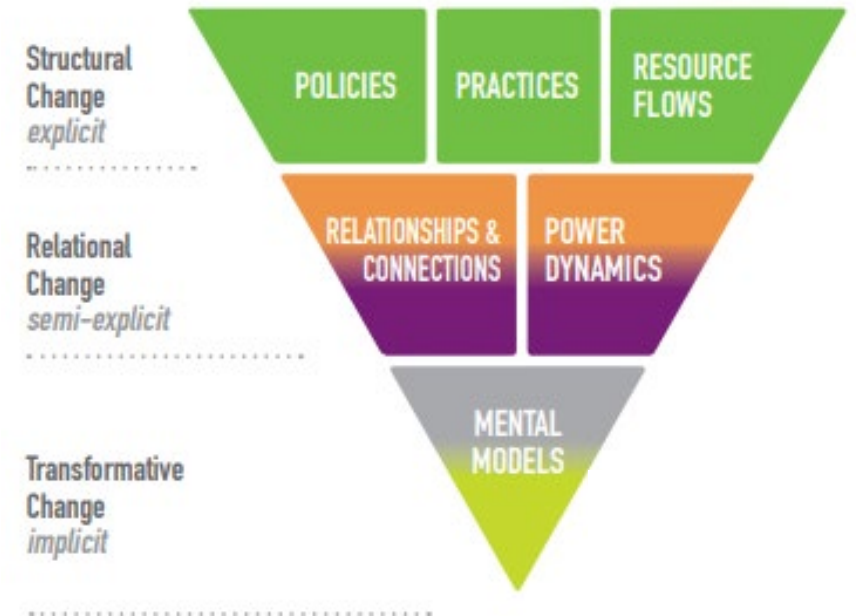 Structural
Change
explicit
POLICIES
PRACTICES
RESOURCE
FLOWS
Relational
Change
semi-explicit
RELATIONSHIPS &
CONNECTIONS
POWER
DYNAMICS
Transformative
Change
implicit
MENTAL
MODELS